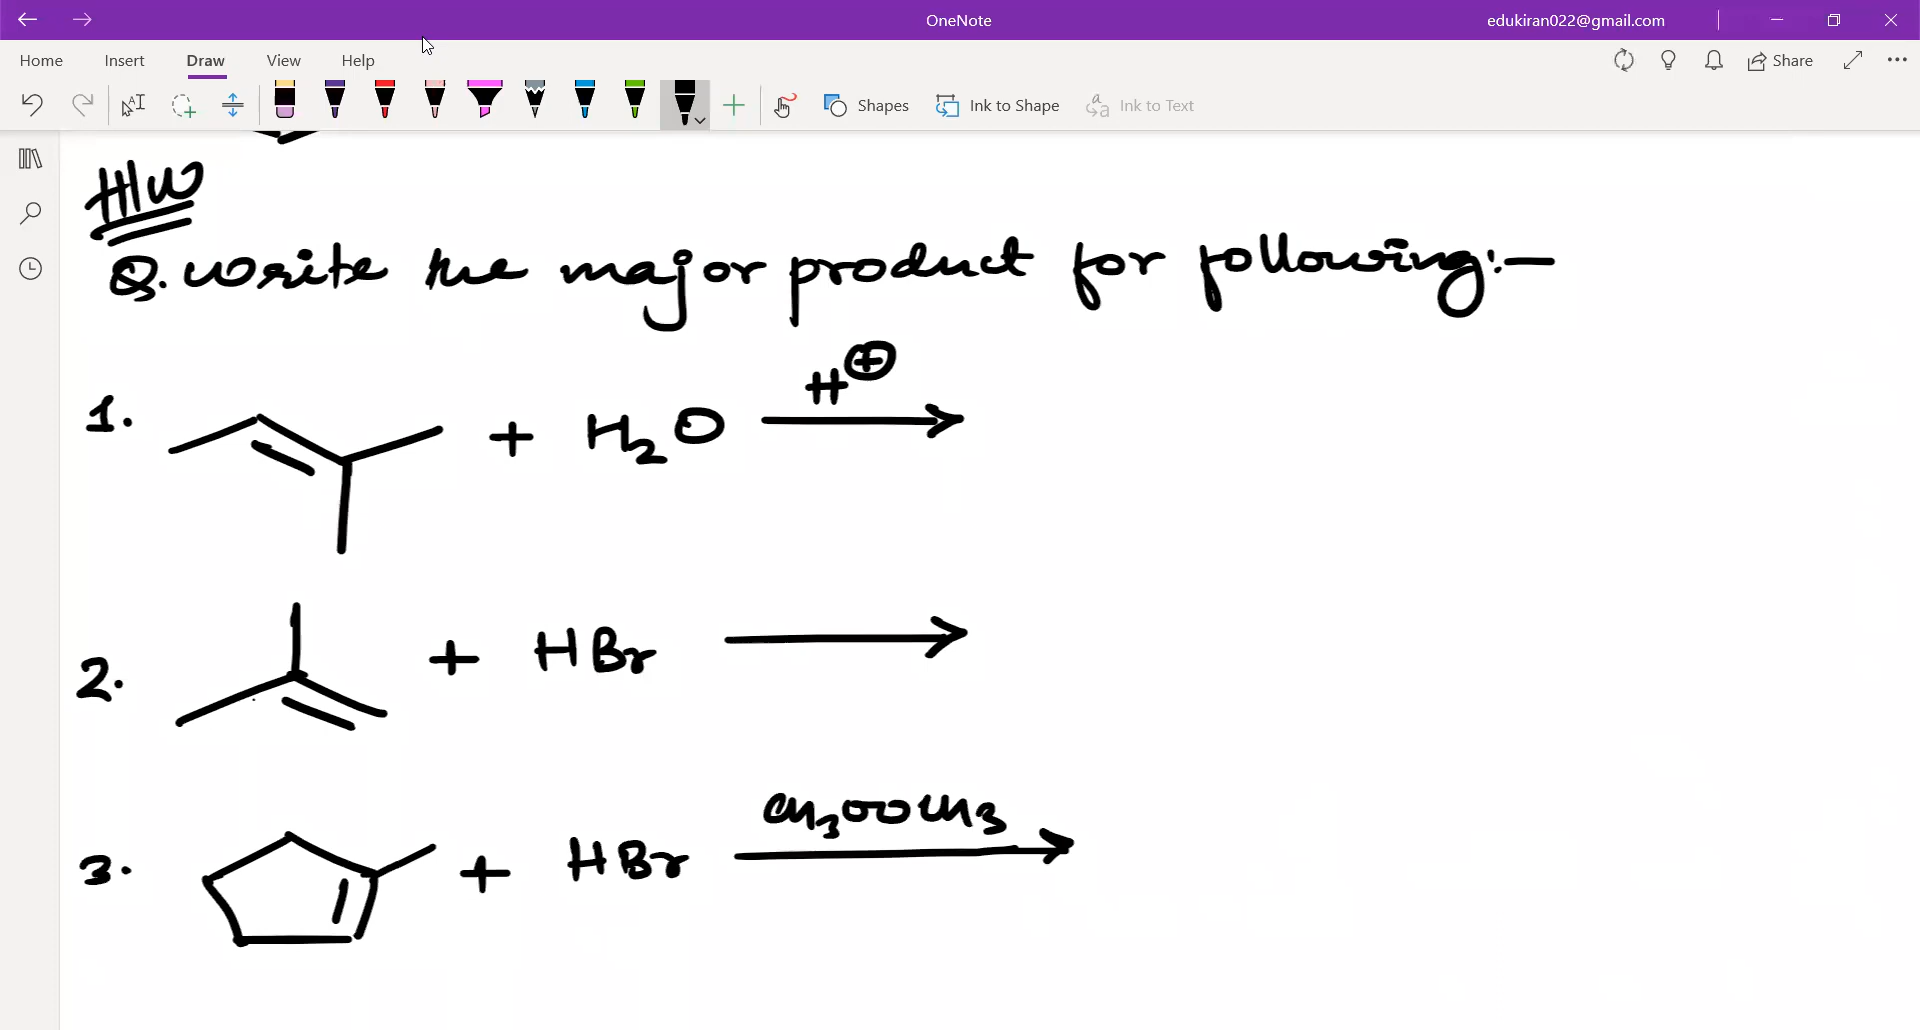 OneNote
edukiran022@gmail.com
Home Insert Draw View Help
Share
Shapes Ink to Shape Ink to Text
HW
Q. Write the major product for following:-
1. + H2O H⊕
2. + HBr
3. + HBr CH3OOCH3